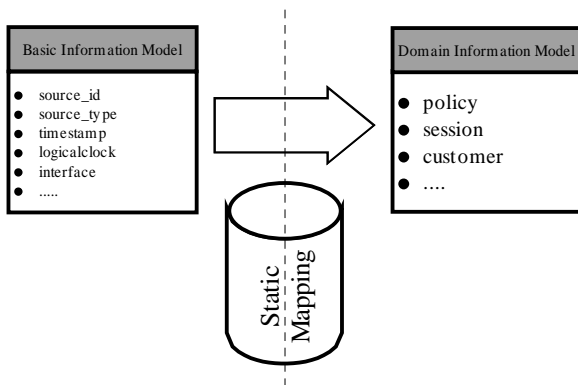 Basic Information Model
● source_id
● source_type
● timestamp
● logicalclock
● interface
● .....
Domain Information Model
● policy
● session
● customer
● ....
Static
Mapping